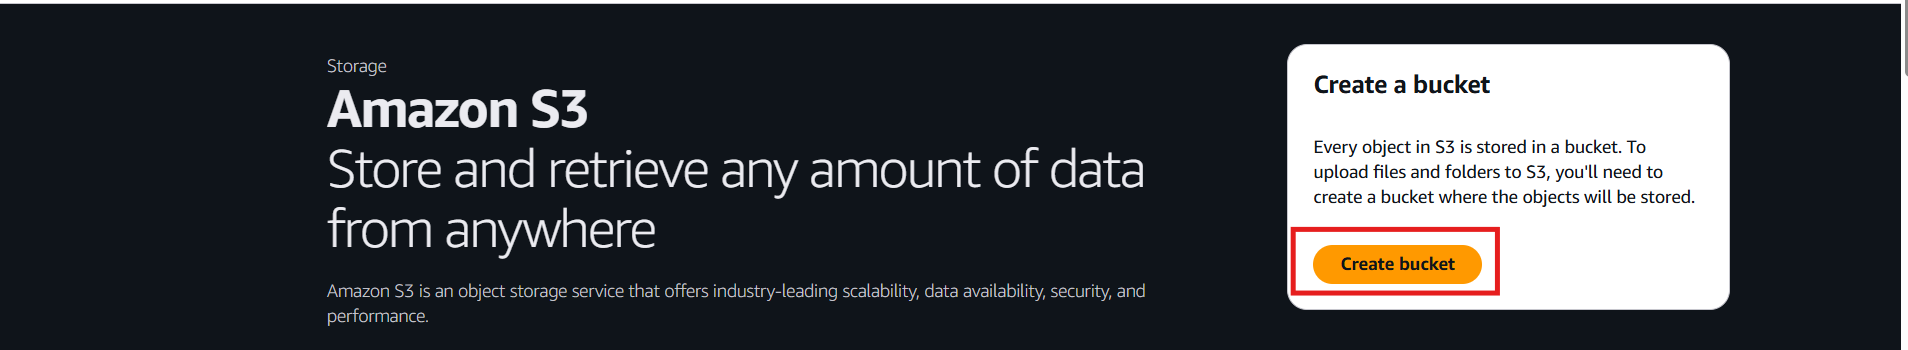 Storage
Amazon S3
Store and retrieve any amount of data
from anywhere
Amazon S3 is an object storage service that offers industry-leading scalability, data availability, security, and
performance.
Create a bucket
Every object in S3 is stored in a bucket. To
upload files and folders to S3, you'll need to
create a bucket where the objects will be stored.
Create bucket